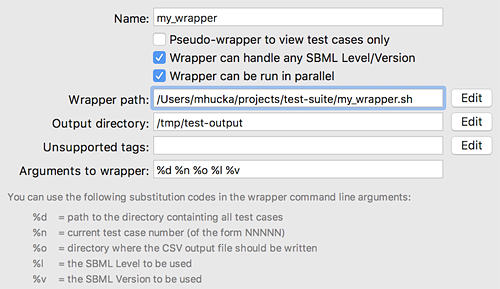 Name: my_wrapper
Pseudo-wrapper to view test cases only
Wrapper can handle any SBML Level/Version
Wrapper can be run in parallel
Wrapper path: /Users/mhucka/projects/test-suite/my_wrapper.sh Edit
Output directory: /tmp/test-output Edit
Unsupported tags: Edit
Arguments to wrapper: %d %n %o %l %v
You can use the following substitution codes in the wrapper command line arguments:
%d = path to the directory containting all test cases
%n = current test case number (of the form NNNNN)
%o = directory where the CSV output file should be written
%l = the SBML Level to be used
%v = the SBML Version to be used